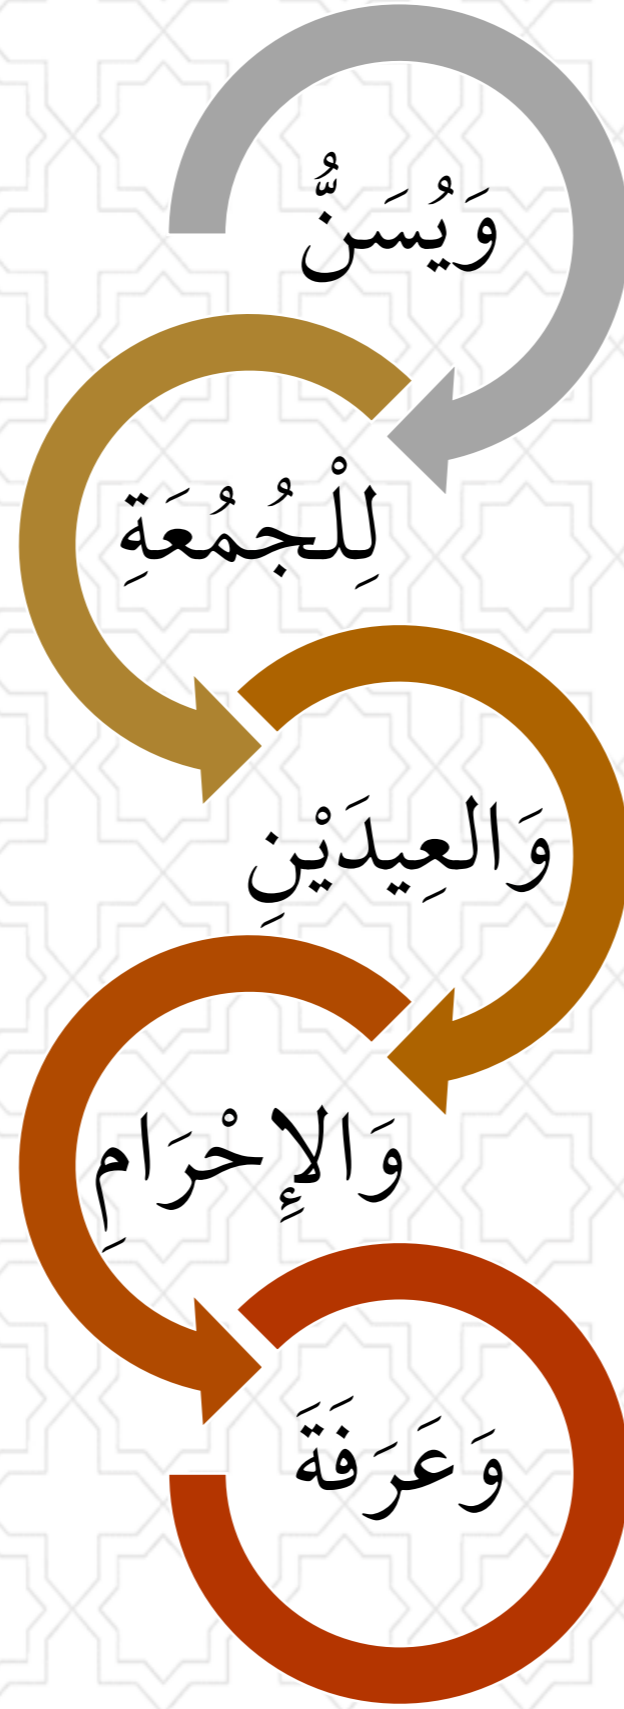 وَيُسَنُّ
لِلْجُمُعَةِ
وَالعِيدَيْنِ
وَالإِحْرَامِ
وَعَرَفَةَ